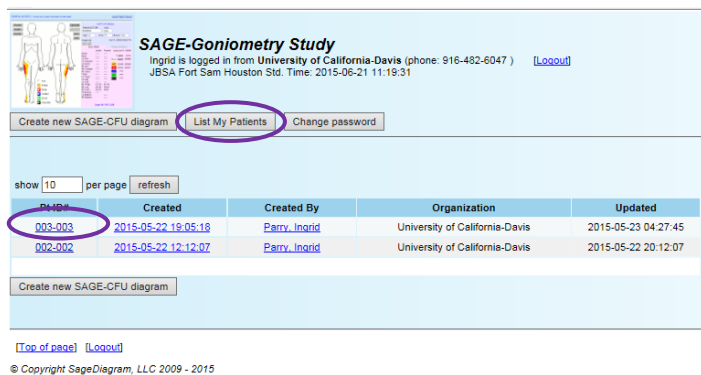 SAGE-Goniometry Study
Ingrid is logged in from University of California-Davis (phone: 916-482-6047 ) [Logout]
JBSA Fort Sam Houston Std. Time: 2015-06-21 11:19:31
Create new SAGE-CFU diagram List My Patients Change password
show 10 per page refresh
Pt ID# Created Created By Organization Updated
003-003 2015-05-22 19:05:18 Parry, Ingrid University of California-Davis 2015-05-23 04:27:45
002-002 2015-05-22 12:12:07 Parry, Ingrid University of California-Davis 2015-05-22 20:12:07
Create new SAGE-CFU diagram
[Top of page] [Logout]
© Copyright SageDiagram, LLC 2009 - 2015